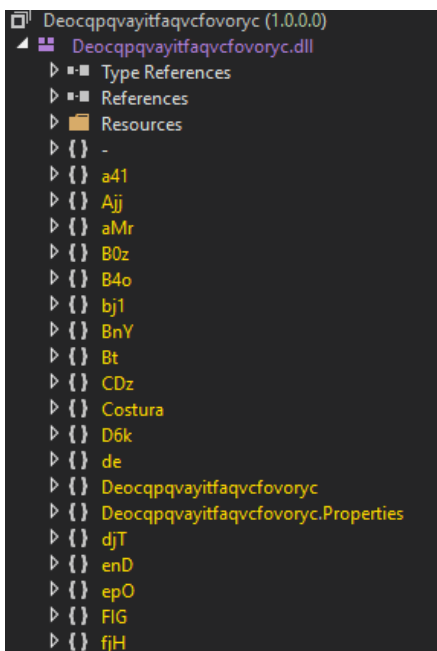 Deocqpqvayitfaqvcfovoryc (1.0.0.0)
Deocqpqvayitfaqvcfovoryc.dll
Type References
References
Resources
{ } -
{ } a41
{ } Ajj
{ } aMr
{ } B0z
{ } B4o
{ } bj1
{ } BnY
{ } Bt
{ } CDz
{ } Costura
{ } D6k
{ } de
{ } Deocqpqvayitfaqvcfovoryc
{ } Deocqpqvayitfaqvcfovoryc.Properties
{ } djT
{ } enD
{ } epO
{ } FIG
{ } fjH